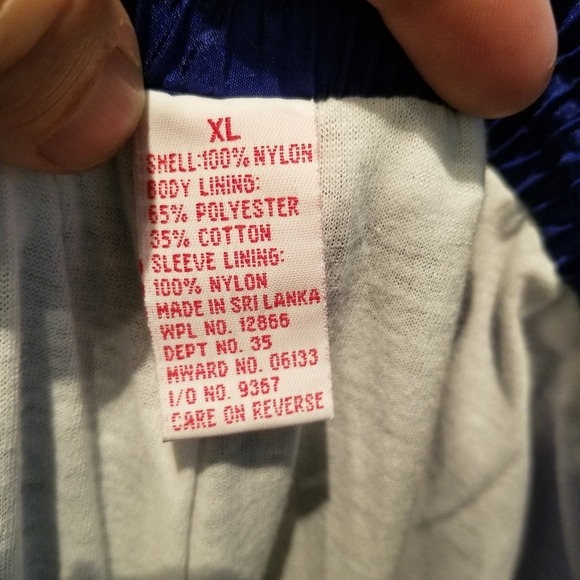 XL
SHELL:100% NYLON
BODY LINING:
65% POLYESTER
35% COTTON
SLEEVE LINING:
100% NYLON
MADE IN SRI LANKA
WPL NO. 12866
DEPT NO. 35
MWARD NO. 06133
I/O NO. 9367
CARE ON REVERSE